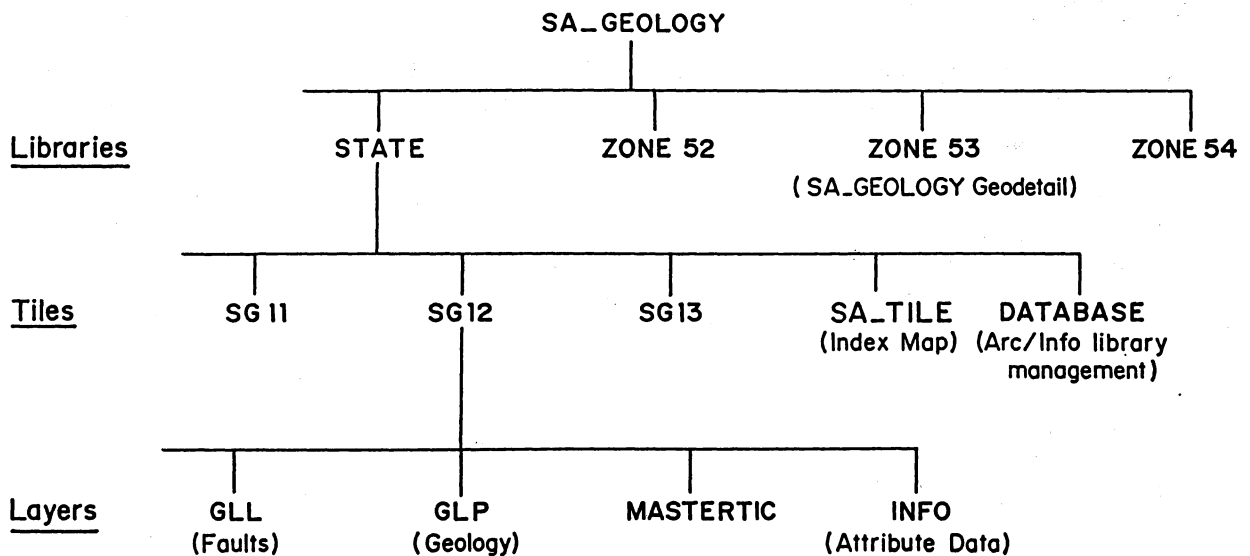 SA_GEOLOGY
Libraries STATE ZONE 52 ZONE 53 ZONE 54
(SA_GEOLOGY Geodetail)
Tiles SG 11 SG12 SG13 SA_TILE DATABASE
(Index Map) (Arc/Info library
management)
Layers GLL GLP MASTERTIC INFO
(Faults) (Geology) (Attribute Data)